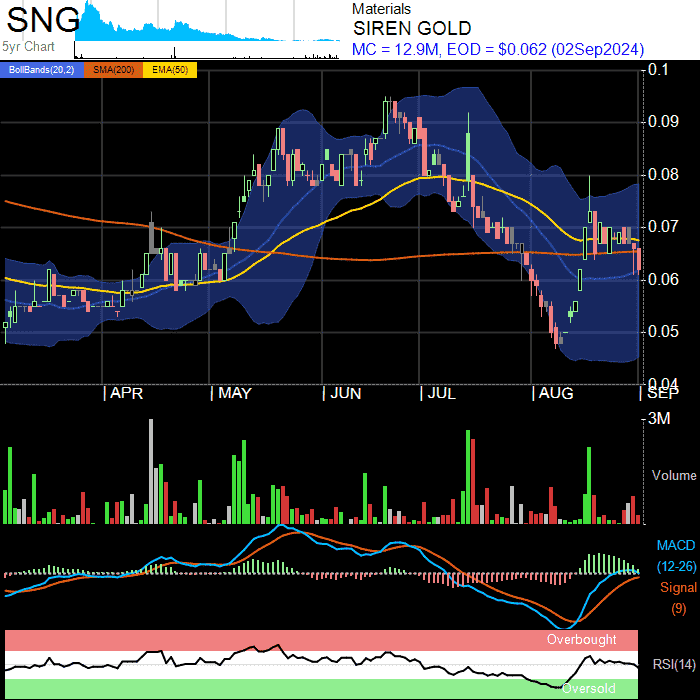 SNG
5yr Chart
Materials
SIREN GOLD
MC = 12.9M, EOD = $0.062 (02Sep2024)
BollBands(20,2) SMA(200) EMA(50)
0.1
0.09
0.08
0.07
0.06
0.05
0.04
APR MAY JUN JUL AUG SEP
3M
Volume
MACD
(12-26)
Signal
(9)
Overbought
RSI(14)
Oversold